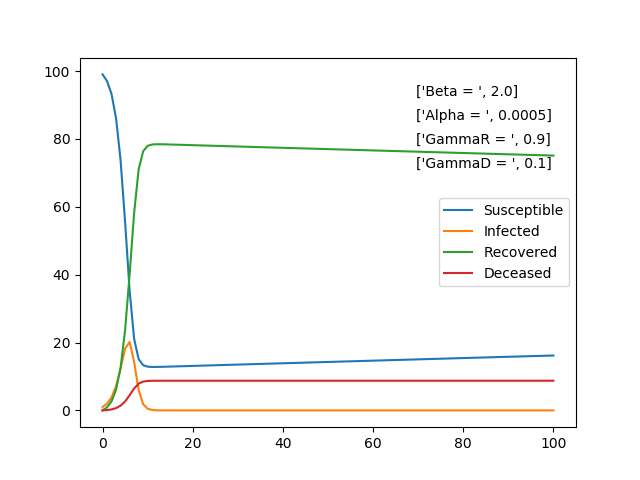 100
80
60
40
20
0
['Beta = ', 2.0]
['Alpha = ', 0.0005]
['GammaR = ', 0.9]
['GammaD = ', 0.1]
Susceptible
Infected
Recovered
Deceased
0 20 40 60 80 100